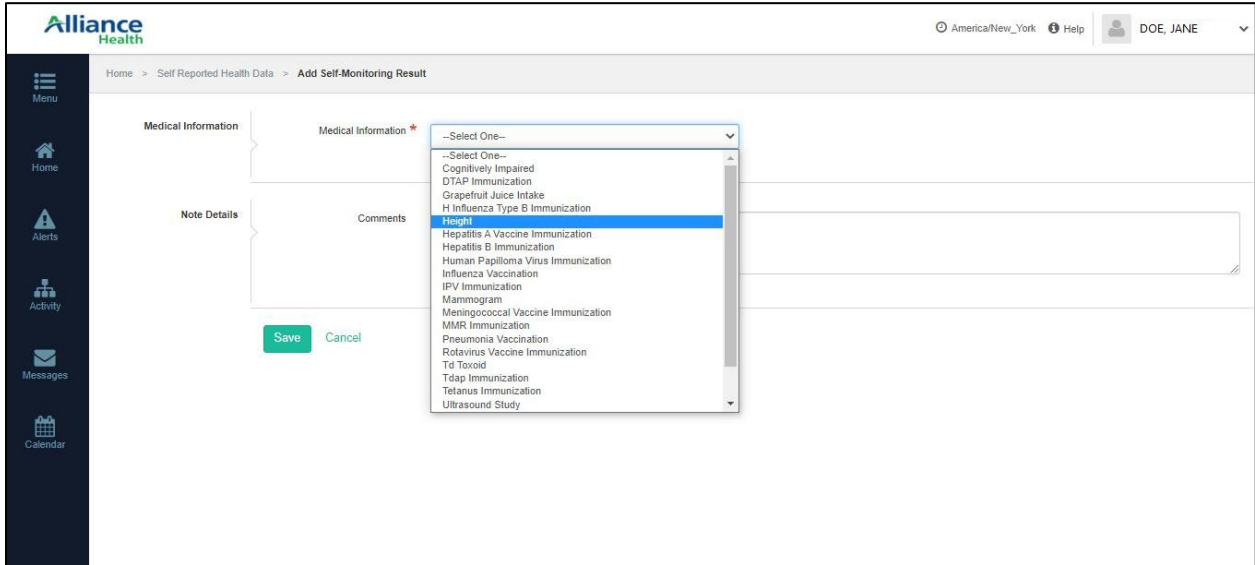 Alliance
Health
America/New_York Help DOE, JANE
Menu
Home > Self Reported Health Data > Add Self-Monitoring Result
Medical Information
Medical Information * --Select One--
Home
--Select One--
Cognitively Impaired
DTAP Immunization
Grapefruit Juice Intake
H Influenza Type B Immunization
Height
Hepatitis A Vaccine Immunization
Hepatitis B Immunization
Human Papilloma Virus Immunization
Influenza Vaccination
IPV Immunization
Mammogram
Meningococcal Vaccine Immunization
MMR Immunization
Pneumonia Vaccination
Rotavirus Vaccine Immunization
Td Toxoid
Tdap Immunization
Tetanus Immunization
Ultrasound Study
Note Details
Comments
Alerts
Activity
Save Cancel
Messages
Calendar